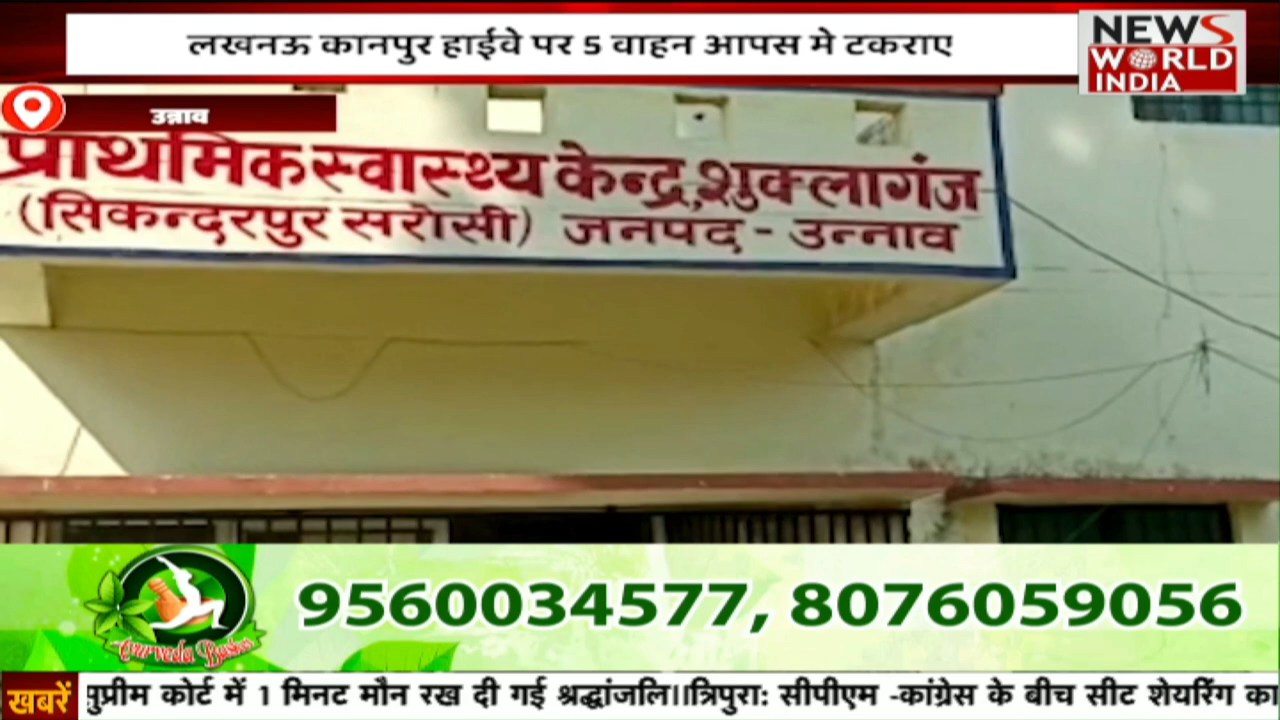 लखनऊ कानपुर हाईवे पर 5 वाहन आपस मे टकराए
NEWS
WORLD
INDIA
उन्नाव
प्राथमिक स्वास्थ्य केन्द्र, शुक्लागंज
(सिकन्दरपुर सरोसी) जनपद - उन्नाव
9560034577, 8076059056
Ayurveda
खबरें
सुप्रीम कोर्ट में 1 मिनट मौन रख दी गई श्रद्धांजलि||त्रिपुरा: सीपीएम -कांग्रेस के बीच सीट शेयरिंग का